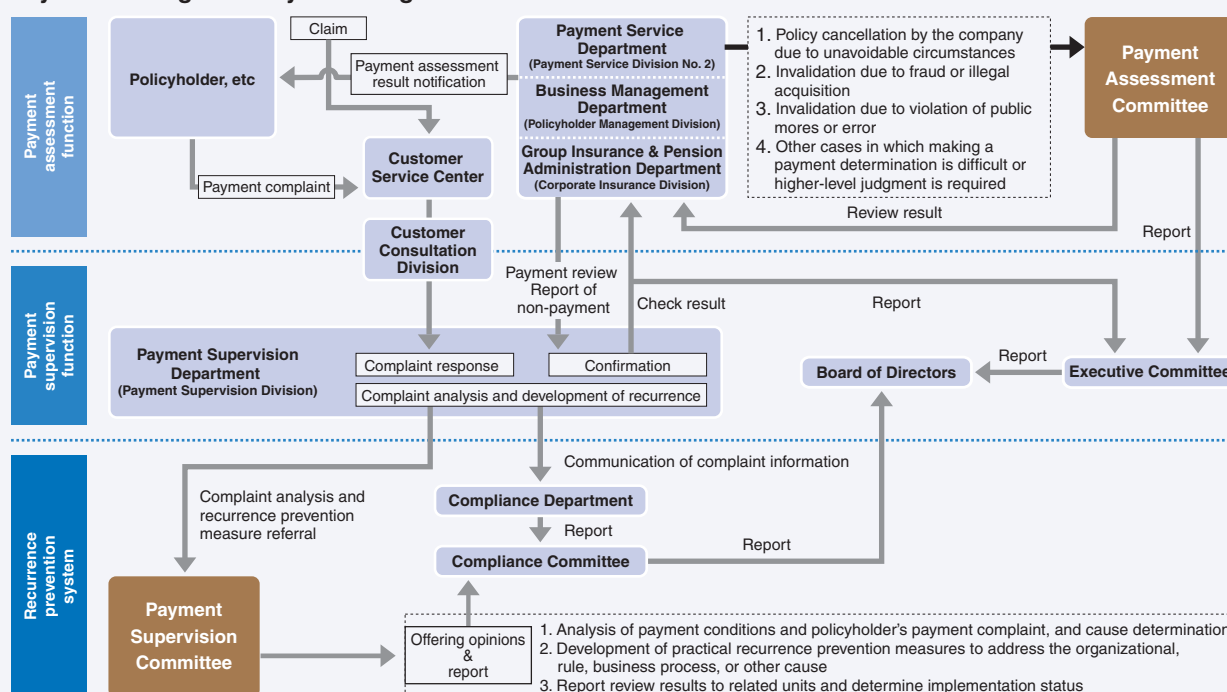 Claim
Policyholder, etc
Payment assessment
result notification
Payment Service
Department
(Payment Service Division No. 2)
Business Management
Department
(Policyholder Management Division)
Group Insurance & Pension
Administration Department
(Corporate Insurance Division)
1. Policy cancellation by the company
due to unavoidable circumstances
2. Invalidation due to fraud or illegal
acquisition
3. Invalidation due to violation of public
mores or error
4. Other cases in which making a
payment determination is difficult or
higher-level judgment is required
Payment
Assessment
Committee
Payment
assessment
function
Customer
Service Center
Payment complaint
Review result
Report
Customer
Consultation
Division
Payment review
Report of
non-payment
Check result
Report
Payment
supervision
function
Payment Supervision
Department
(Payment Supervision Division)
Complaint response
Confirmation
Complaint analysis and development of recurrence
Board of Directors
Report
Executive Committee
Communication of complaint information
Complaint analysis and
recurrence prevention
measure referral
Compliance Department
Report
Compliance Committee
Report
Recurrence
prevention
system
Payment
Supervision
Committee
Offering opinions
&
report
1. Analysis of payment conditions and policyholder's payment complaint, and cause determination
2. Development of practical recurrence prevention measures to address the organizational,
rule, business process, or other cause
3. Report review results to related units and determine implementation status